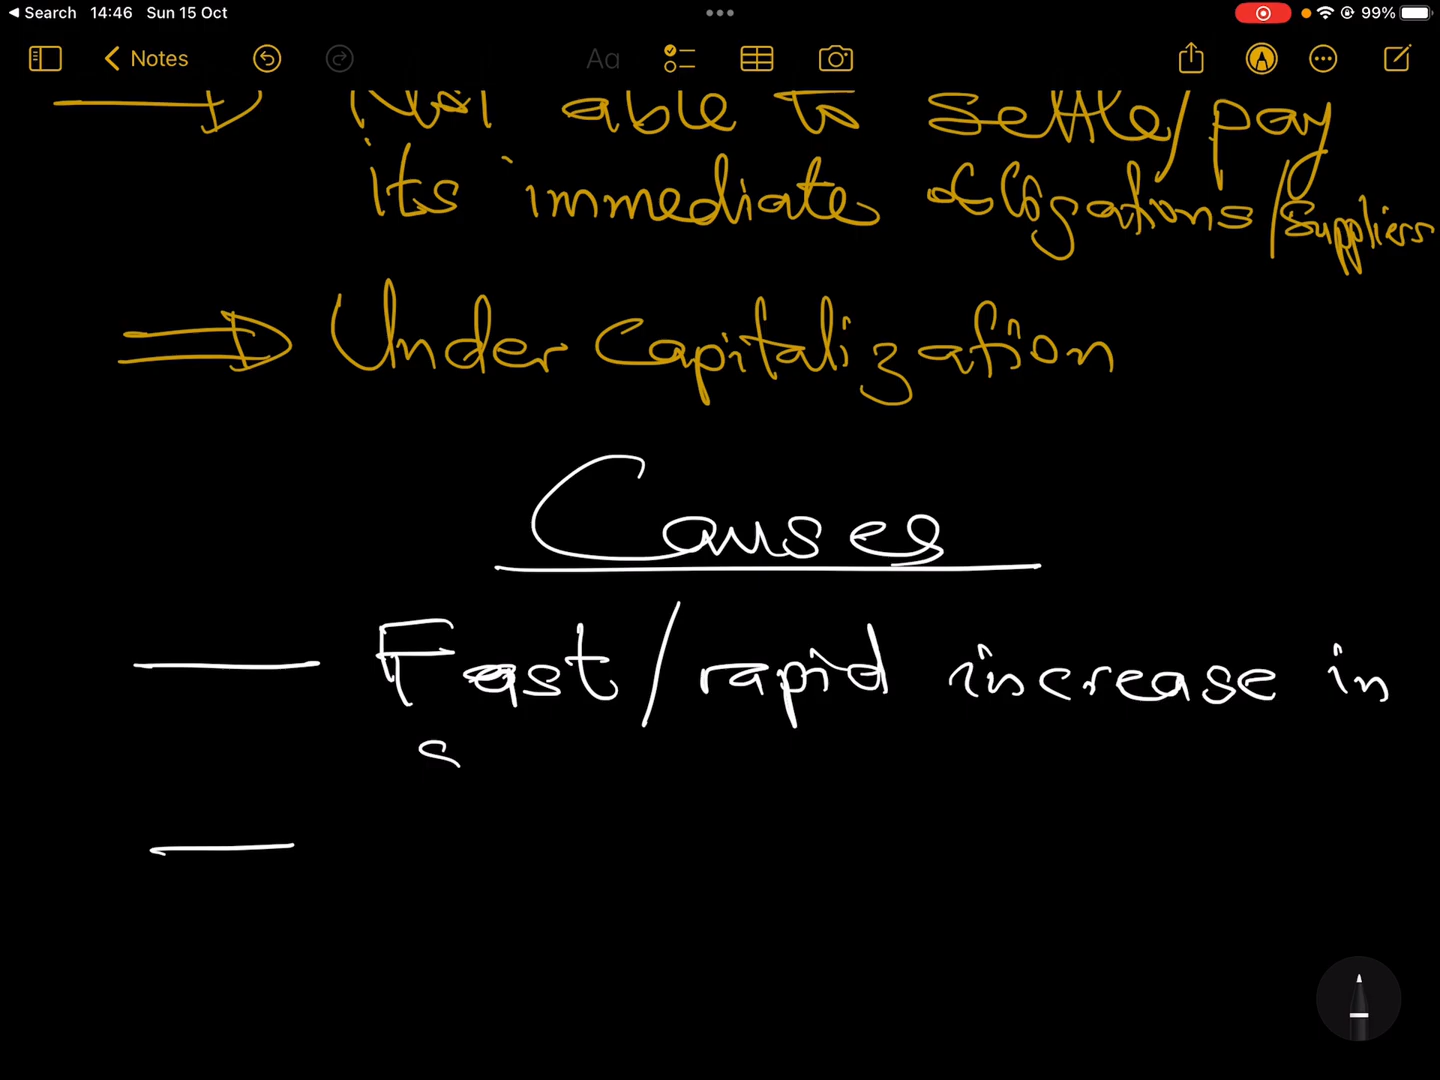 Search 14:46 Sun 15 Oct 99%
Notes Aa
Not able to settle/pay
its immediate obligations/suppliers
Under Capitalization
Causes
Fast/rapid increase in
s